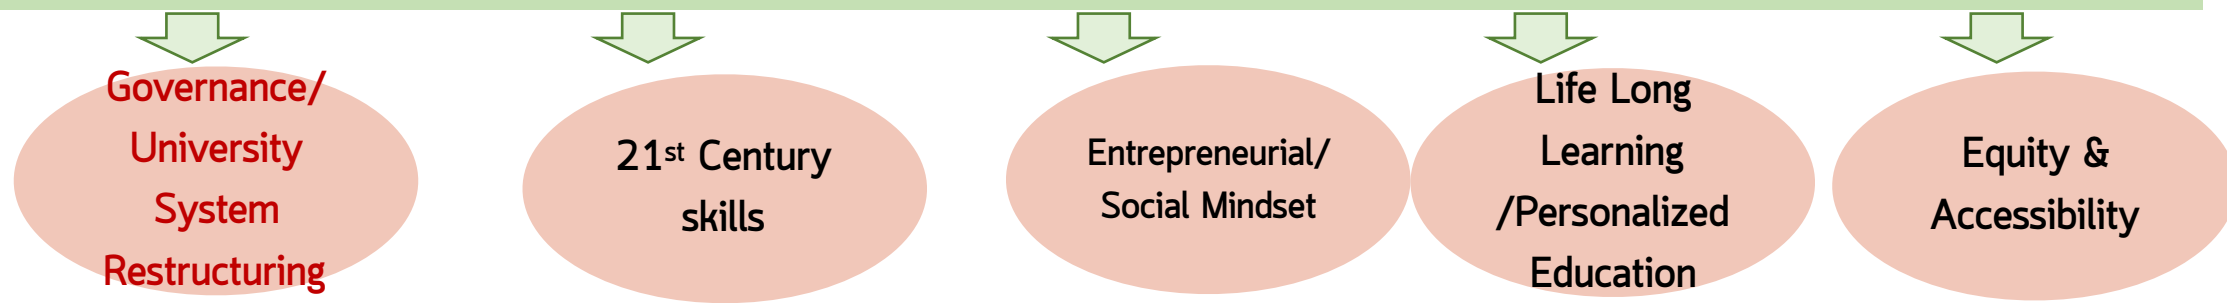 Governance/
University
System
Restructuring
21st Century
skills
Entrepreneurial/
Social Mindset
Life Long
Learning
/Personalized
Education
Equity &
Accessibility